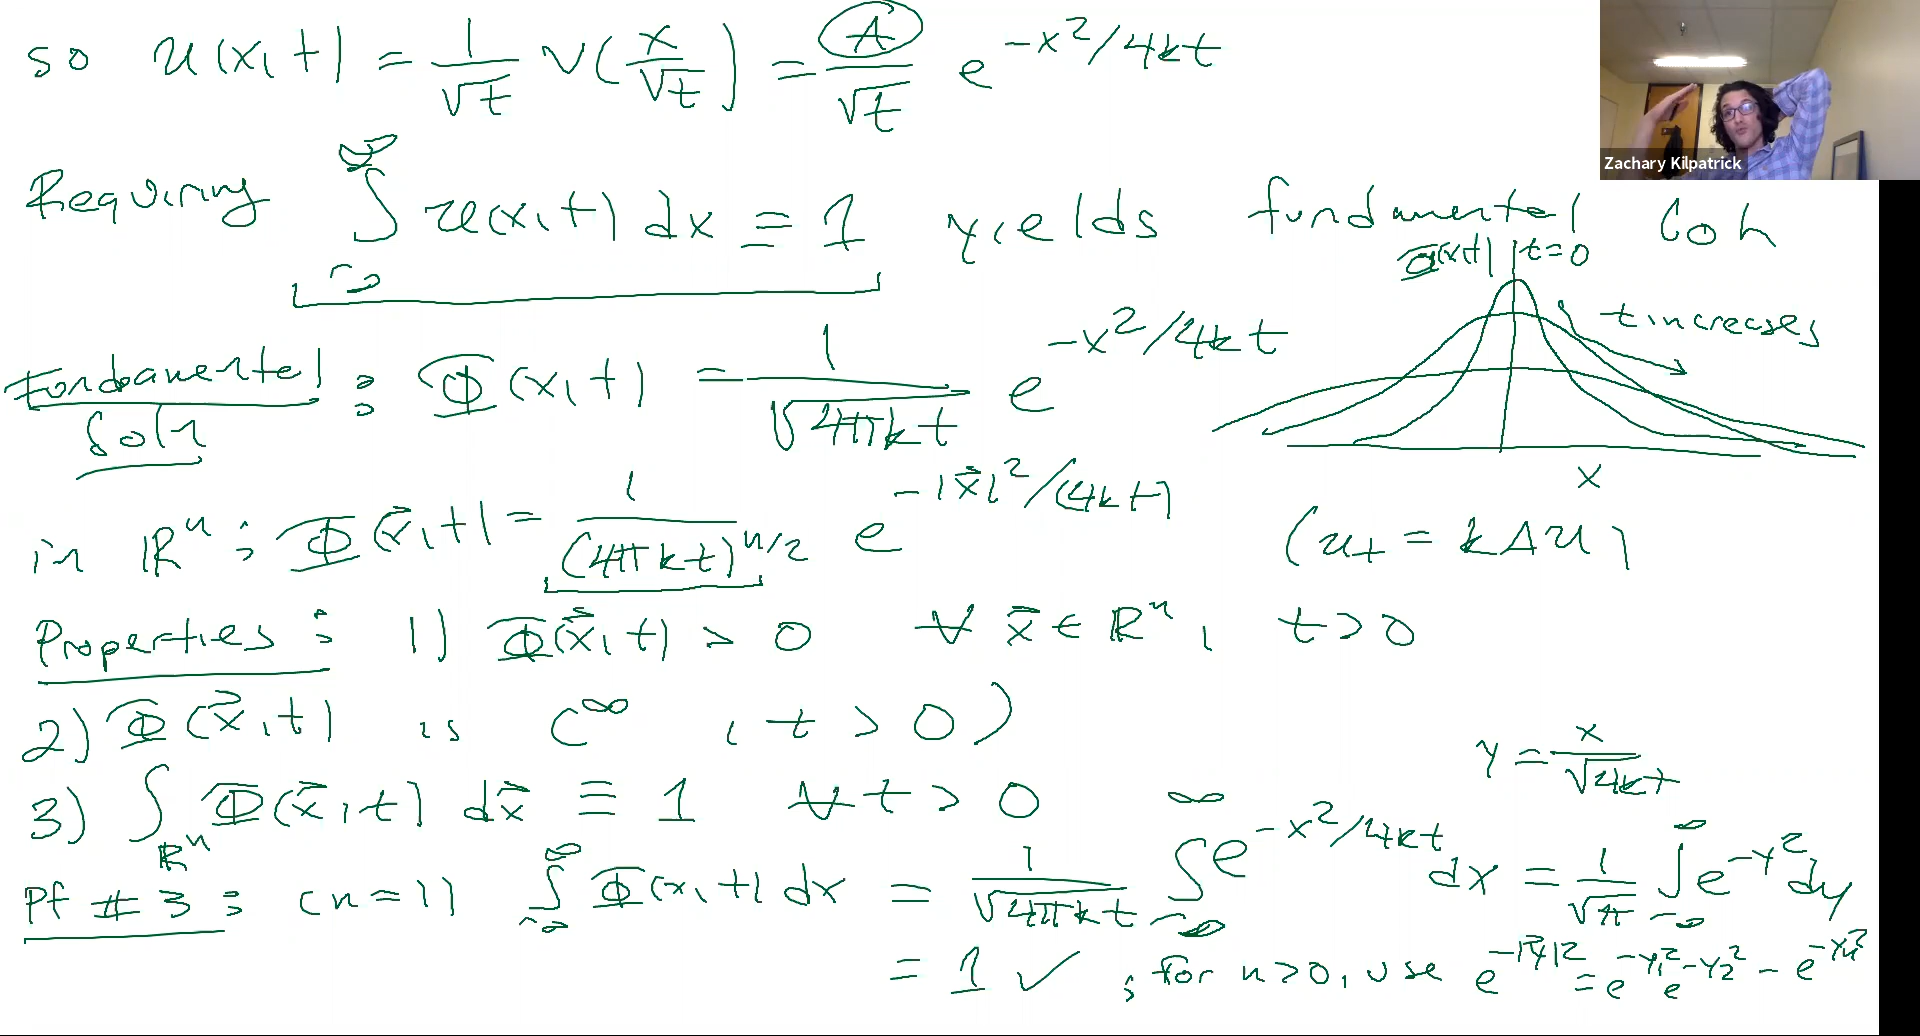 so u(x,t) = 1/√t v(x/√t) = A/√t e^{-x²/4kt}
Zachary Kilpatrick
Requiring ∫_{-∞}^{∞} u(x,t) dx = 1 yields fundamental soln
Φ(x,t) | t=0
t increases
Fundamental Soln : Φ(x,t) = 1/√(4πkt) e^{-x²/4kt}
x
in ℝⁿ : Φ(x⃗,t) = 1/(4πkt)^{n/2} e^{-|x⃗|²/(4kt)} (u_t = kΔu)
Properties : 1) Φ(x⃗,t) > 0 ∀ x⃗ ∈ ℝⁿ, t > 0
2) Φ(x⃗,t) is C^∞ (t > 0)
y = x/√4kt
3) ∫_{ℝⁿ} Φ(x⃗,t) dx⃗ ≡ 1 ∀ t > 0
Pf #3 : (n=1) ∫_{-∞}^{∞} Φ(x,t) dx = 1/√(4πkt) ∫_{-∞}^{∞} e^{-x²/4kt} dx = 1/√π ∫_{-∞}^{∞} e^{-y²} dy
= 1 ✓ ; for n>0, use e^{-|y⃗|²} = e^{-y₁²} e^{-y₂²} - e^{-yₙ²}